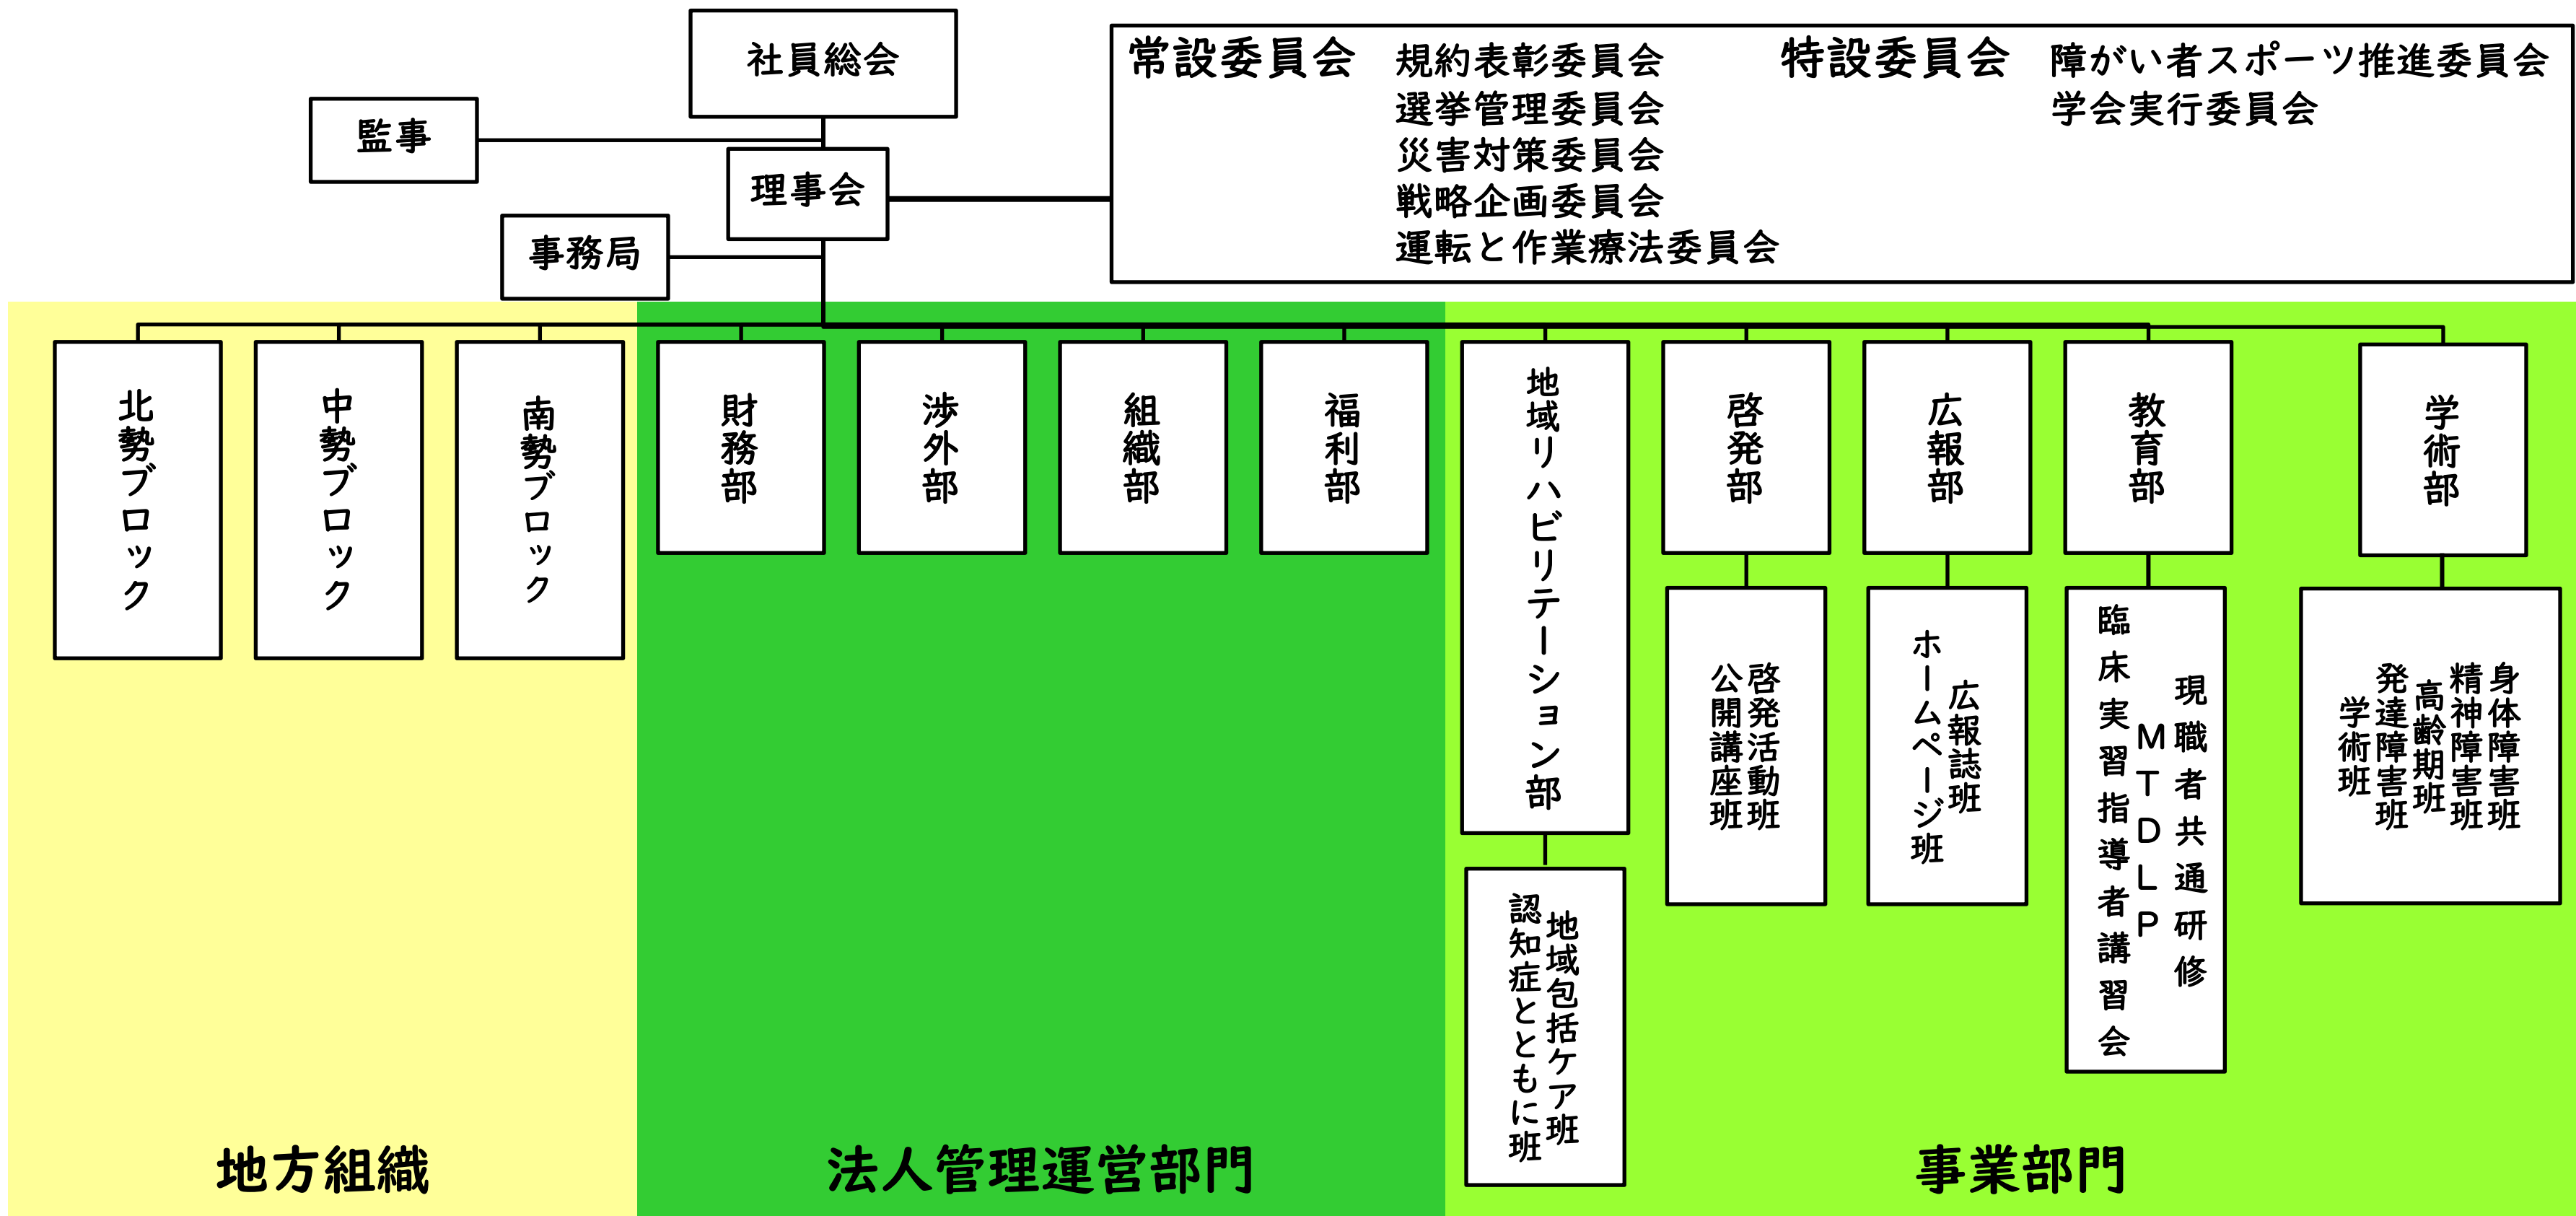 社員総会
監事
理事会
事務局
常設委員会
規約表彰委員会
選挙管理委員会
災害対策委員会
戦略企画委員会
運転と作業療法委員会
特設委員会
障がい者スポーツ推進委員会
学会実行委員会
北勢ブロック
中勢ブロック
南勢ブロック
財務部
渉外部
組織部
福利部
地域リハビリテーション部
啓発部
広報部
教育部
学術部
地域包括ケア班
認知症とともに班
啓発活動班
公開講座班
広報誌班
ホームページ班
現職者共通研修
MTDLP
臨床実習指導者講習会
身体障害班
精神障害班
高齢期班
発達障害班
学術班
地方組織
法人管理運営部門
事業部門